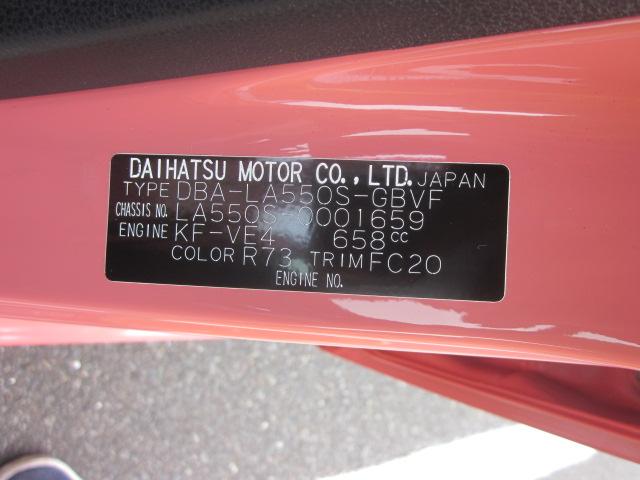 DAIHATSU MOTOR CO., LTD. JAPAN
TYPE DBA-LA550S-GBVF
CHASSIS NO. LA550S-0001659
ENGINE KF-VE4 658cc
COLOR R73 TRIM FC20
ENGINE NO.